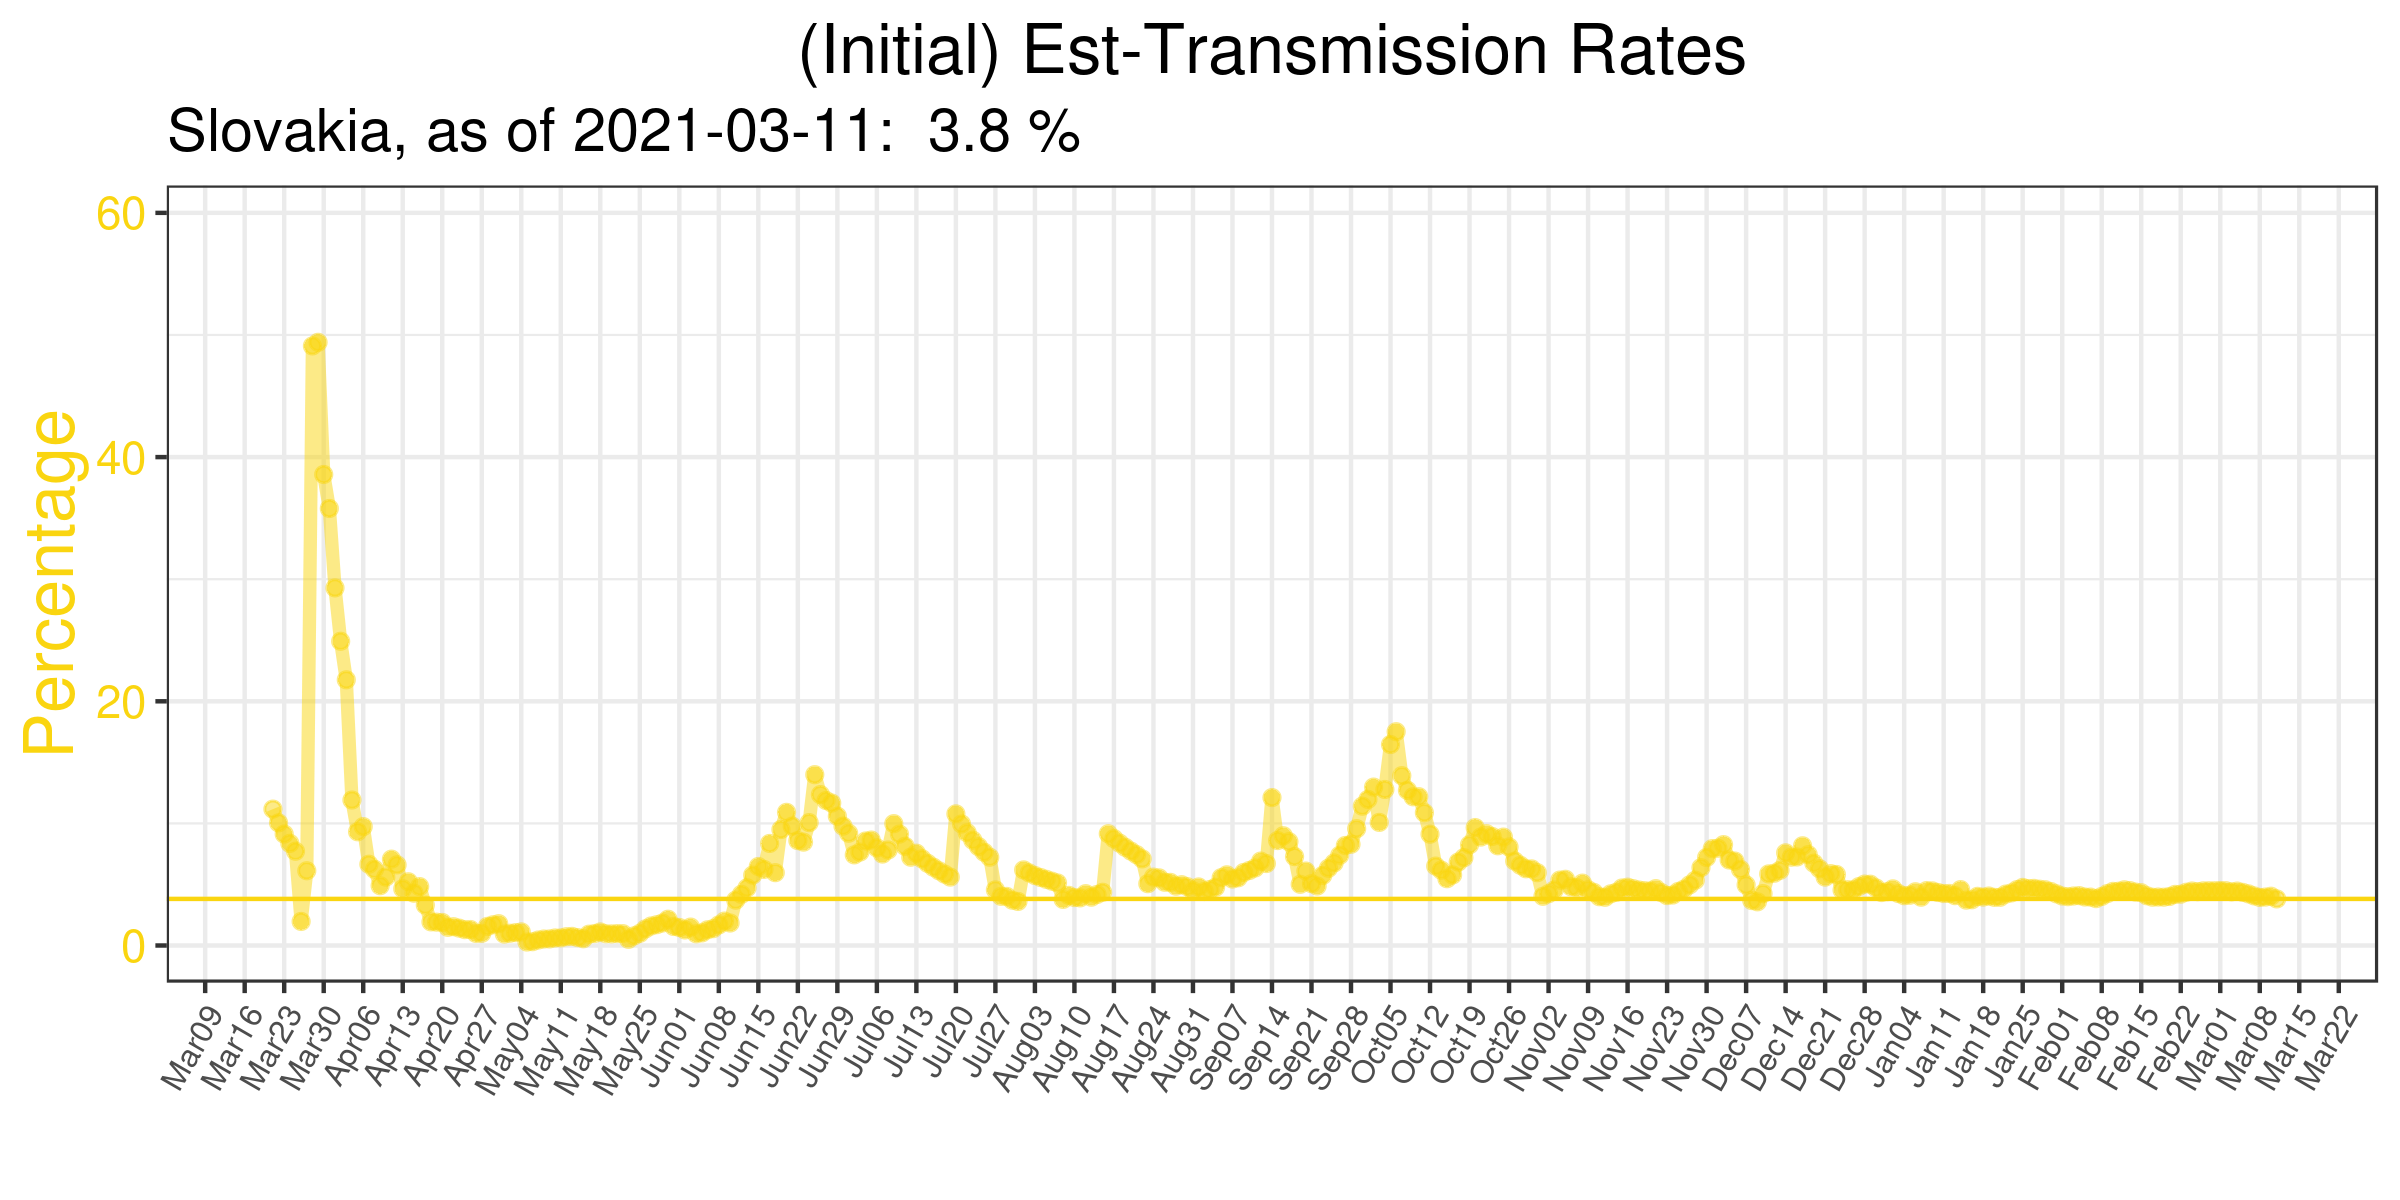 (Initial) Est-Transmission Rates
Slovakia, as of 2021-03-11:  3.8 %
Percentage
60
40
20
0
Mar09
Mar16
Mar23
Mar30
Apr06
Apr13
Apr20
Apr27
May04
May11
May18
May25
Jun01
Jun08
Jun15
Jun22
Jun29
Jul06
Jul13
Jul20
Jul27
Aug03
Aug10
Aug17
Aug24
Aug31
Sep07
Sep14
Sep21
Sep28
Oct05
Oct12
Oct19
Oct26
Nov02
Nov09
Nov16
Nov23
Nov30
Dec07
Dec14
Dec21
Dec28
Jan04
Jan11
Jan18
Jan25
Feb01
Feb08
Feb15
Feb22
Mar01
Mar08
Mar15
Mar22